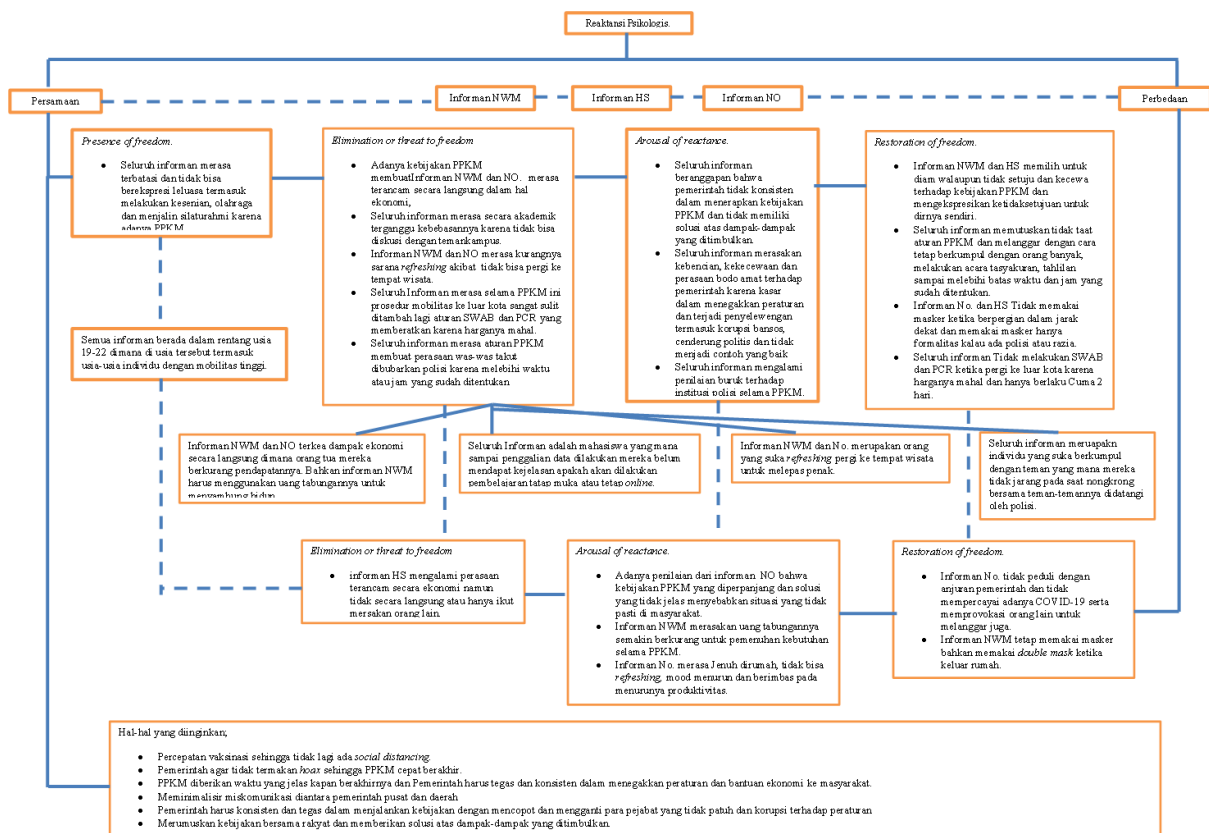 Reaktansi Psikologis.
Persamaan
Informan NWM
Informan HS
Informan NO
Perbedaan
Presence of freedom.
• Seluruh informan merasa
terbatasi dan tidak bisa
berekspresi leluasa termasuk
melakukan kesenian, olahraga
dan menjalin silaturahmi karena
adanya PPKM
Elimination or threat to freedom
• Adanya kebijakan PPKM
membuatInforman NWM dan NO. merasa
terancam secara langsung dalam hal
ekonomi,
• Seluruh informan merasa secara akademik
terganggu kebebasannya karena tidak bisa
diskusi dengan temankampus.
• Informan NWM dan NO merasa kurangnya
sarana refreshing akibat tidak bisa pergi ke
tempat wisata.
• Seluruh Informan merasa selama PPKM ini
prosedur mobilitas ke luar kota sangat sulit
ditambah lagi aturan SWAB dan PCR yang
memberatkan karena harganya mahal.
• Seluruh informan merasa aturan PPKM
membuat perasaan was-was takut
dibubarkan polisi karena melebihi waktu
atau jam yang sudah ditentukan
Arousal of reactance.
• Seluruh informan
beranggapan bahwa
pemerintah tidak konsisten
dalam menerapkan kebijakan
PPKM dan tidak memiliki
solusi atas dampak-dampak
yang ditimbulkan.
• Seluruh informan merasakan
kebencian, kekecewaan dan
perasaan bodo amat terhadap
pemerintah karena kasar
dalam menegakkan peraturan
dan terjadi penyelewengan
termasuk korupsi bansos,
cenderung politis dan tidak
menjadi contoh yang baik
• Seluruh informan mengalami
penilaian buruk terhadap
institusi polisi selama PPKM.
Restoration of freedom.
• Informan NWM dan HS memilih untuk
diam walaupun tidak setuju dan kecewa
terhadap kebijakan PPKM dan
mengekspresikan ketidaksetujuan untuk
dirnya sendiri.
• Seluruh informan memutuskan tidak taat
aturan PPKM dan melanggar dengan cara
tetap berkumpul dengan orang banyak,
melakukan acara tasyakuran, tahlilan
sampai melebihi batas waktu dan jam yang
sudah ditentukan.
• Informan No. dan HS Tidak memakai
masker ketika berpergian dalam jarak
dekat dan memakai masker hanya
formalitas kalau ada polisi atau razia.
• Seluruh informan Tidak melakukan SWAB
dan PCR ketika pergi ke luar kota karena
harganya mahal dan hanya berlaku Cuma 2
hari.
Semua informan berada dalam rentang usia
19-22 dimana di usia tersebut termasuk
usia-usia individu dengan mobilitas tinggi.
Informan NWM dan NO terkea dampak ekonomi
secara langsung dimana orang tua mereka
berkurang pendapatannya. Bahkan informan NWM
harus menggunakan uang tabungannya untuk
menyambung hidup
Seluruh Informan adalah mahasiswa yang mana
sampai penggalian data dilakukan mereka belum
mendapat kejelasan apakah akan dilakukan
pembelajaran tatap muka atau tetap online.
Informan NWM dan No. merupakan orang
yang suka refreshing pergi ke tempat wisata
untuk melepas penak.
Seluruh informan meruapakn
individu yang suka berkumpul
dengan teman yang mana mereka
tidak jarang pada saat nongkrong
bersama teman-temannya didatangi
oleh polisi.
Elimination or threat to freedom
• informan HS mengalami perasaan
terancam secara ekonomi namun
tidak secara langsung atau hanya ikut
mersakan orang lain.
Arousal of reactance.
• Adanya penilaian dari informan NO bahwa
kebijakan PPKM yang diperpanjang dan solusi
yang tidak jelas menyebabkan situasi yang tidak
pasti di masyarakat.
• Informan NWM merasakan uang tabungannya
semakin berkurang untuk pemenuhan kebutuhan
selama PPKM.
• Informan No. merasa Jenuh dirumah, tidak bisa
refreshing, mood menurun dan berimbas pada
menurunya produktivitas.
Restoration of freedom.
• Informan No. tidak peduli dengan
anjuran pemerintah dan tidak
mempercayai adanya COVID-19 serta
memprovokasi orang lain untuk
melanggar juga.
• Informan NWM tetap memakai masker
bahkan memakai double mask ketika
keluar rumah.
Hal-hal yang diinginkan;
• Percepatan vaksinasi sehingga tidak lagi ada social distancing.
• Pemerintah agar tidak termakan hoax sehingga PPKM cepat berakhir.
• PPKM diberikan waktu yang jelas kapan berakhirnya dan Pemerintah harus tegas dan konsisten dalam menegakkan peraturan dan bantuan ekonomi ke masyarakat.
• Meminimalisir miskomunikasi diantara pemerintah pusat dan daerah
• Pemerintah harus konsisten dan tegas dalam menjalankan kebijakan dengan mencopot dan mengganti para pejabat yang tidak patuh dan korupsi terhadap peraturan
• Merumuskan kebijakan bersama rakyat dan memberikan solusi atas dampak-dampak yang ditimbulkan.